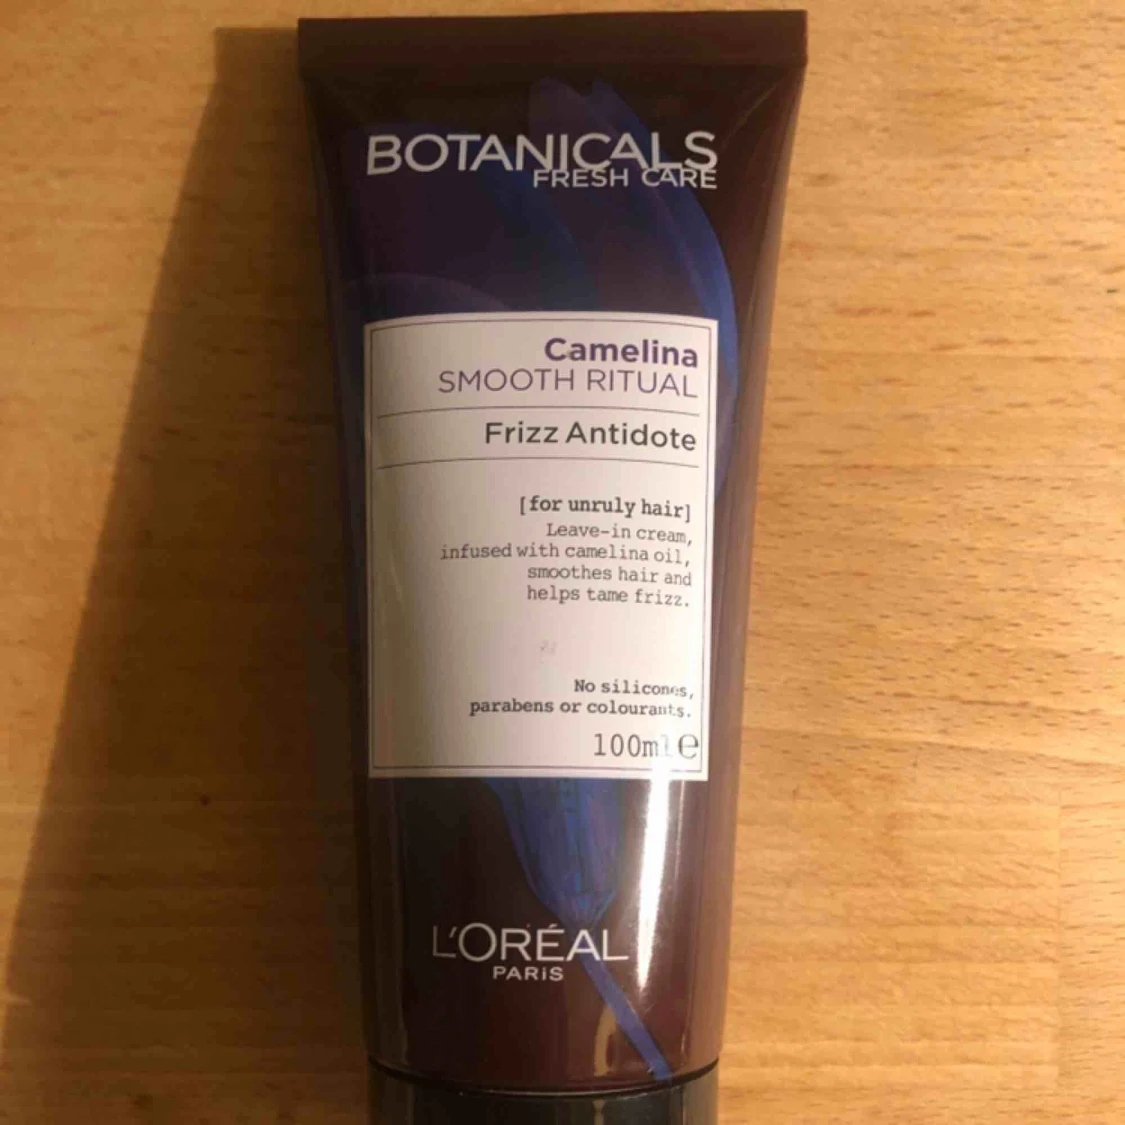 BOTANICALS
FRESH CARE
Camelina
SMOOTH RITUAL
Frizz Antidote
[for unruly hair]
Leave-in cream,
infused with camelina oil,
smoothes hair and
helps tame frizz.
No silicones,
parabens or colourants.
100ml ℮
L'ORÉAL
PARIS